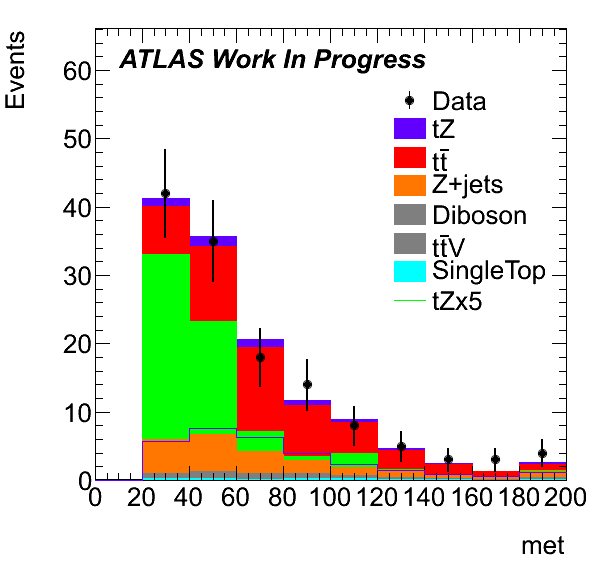 Events
ATLAS Work In Progress
60
50
40
30
20
10
0
Data
tZ
tt̄
Z+jets
Diboson
tt̄V
SingleTop
tZx5
0 20 40 60 80 100 120 140 160 180 200
met